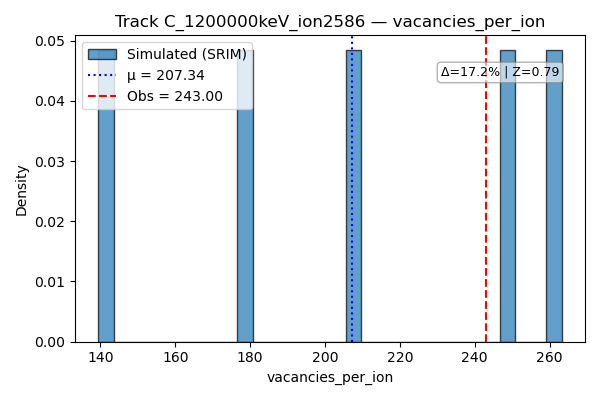 Track C_1200000keV_ion2586 — vacancies_per_ion
Simulated (SRIM)
μ = 207.34
Obs = 243.00
Δ=17.2% | Z=0.79
Density
0.05
0.04
0.03
0.02
0.01
0.00
140 160 180 200 220 240 260
vacancies_per_ion